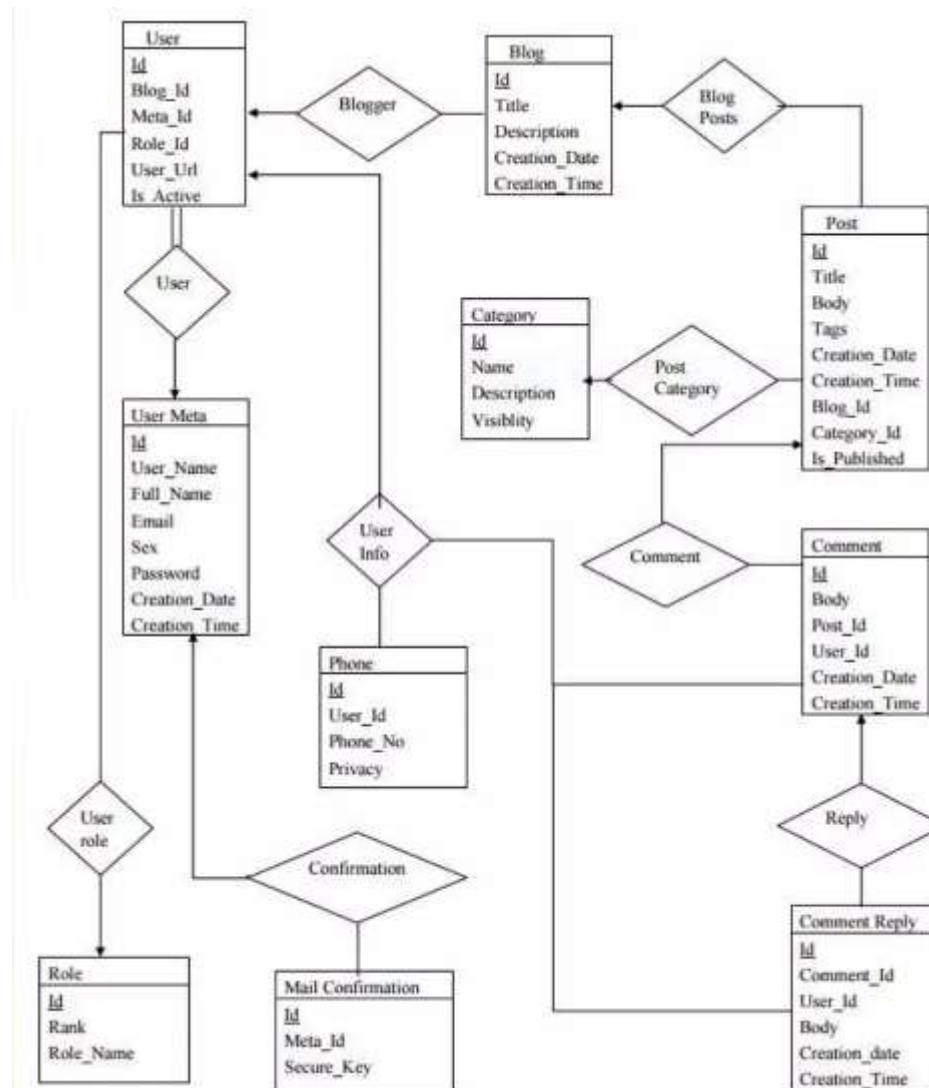 User
Id
Blog_Id
Meta_Id
Role_Id
User_Url
Is_Active
Blogger
Blog
Id
Title
Description
Creation_Date
Creation_Time
Blog
Posts
Post
Id
Title
Body
Tags
Creation_Date
Creation_Time
Blog_Id
Category_Id
Is_Published
User
Category
Id
Name
Description
Visiblity
Post
Category
User Meta
Id
User_Name
Full_Name
Email
Sex
Password
Creation_Date
Creation_Time
User
Info
Comment
Comment
Id
Body
Post_Id
User_Id
Creation_Date
Creation_Time
Phone
Id
User_Id
Phone_No
Privacy
User
role
Confirmation
Reply
Role
Id
Rank
Role_Name
Mail Confirmation
Id
Meta_Id
Secure_Key
Comment Reply
Id
Comment_Id
User_Id
Body
Creation_date
Creation_Time